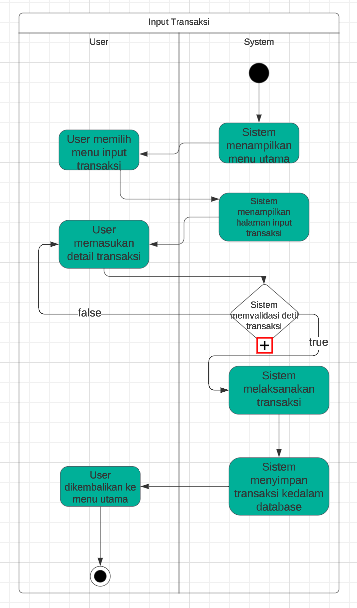 Input Transaksi
User
System
Sistem
menampilkan
menu utama
User memilih
menu input
transaksi
Sistem
menampilkan
halaman input
transaksi
User
memasukan
detail transaksi
Sistem
memvalidasi detil
transaksi
false
true
Sistem
melaksanakan
transaksi
Sistem
menyimpan
transaksi kedalam
database
User
dikembalikan ke
menu utama